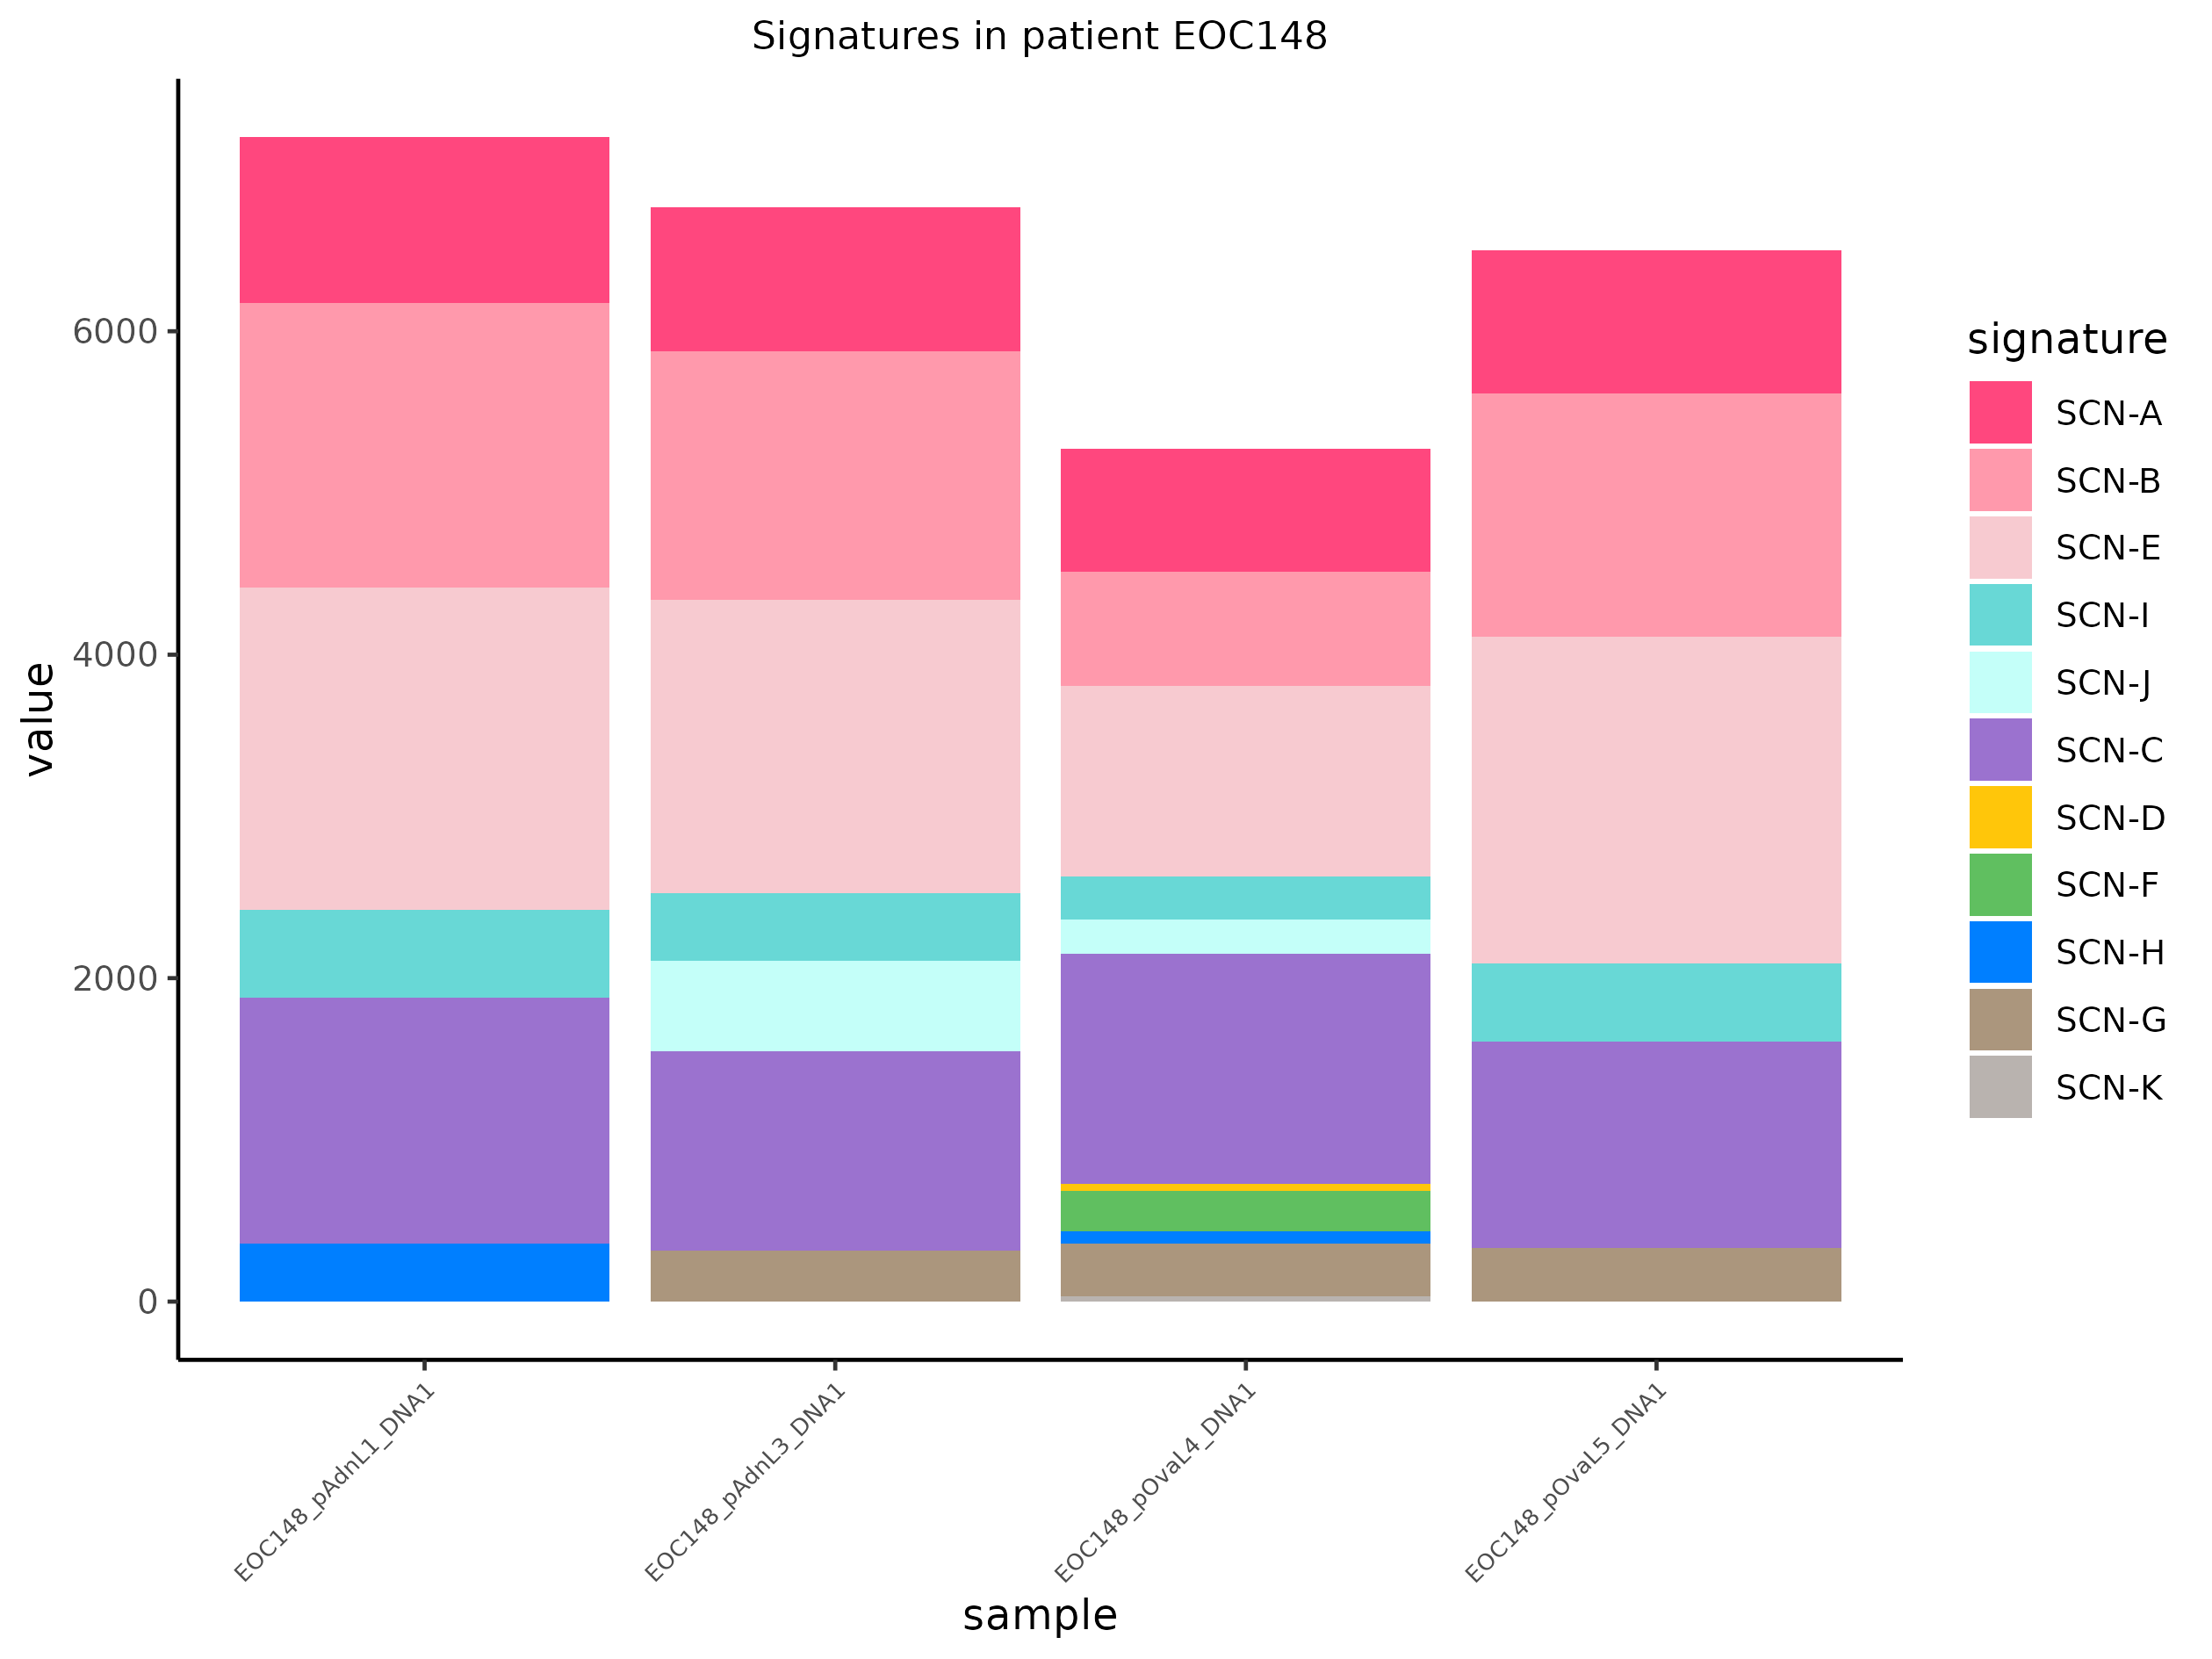 Signatures in patient EOC148
value
6000
4000
2000
0
EOC148_pAdnL1_DNA1
EOC148_pAdnL3_DNA1
EOC148_pOvaL4_DNA1
EOC148_pOvaL5_DNA1
sample
signature
SCN-A
SCN-B
SCN-E
SCN-I
SCN-J
SCN-C
SCN-D
SCN-F
SCN-H
SCN-G
SCN-K